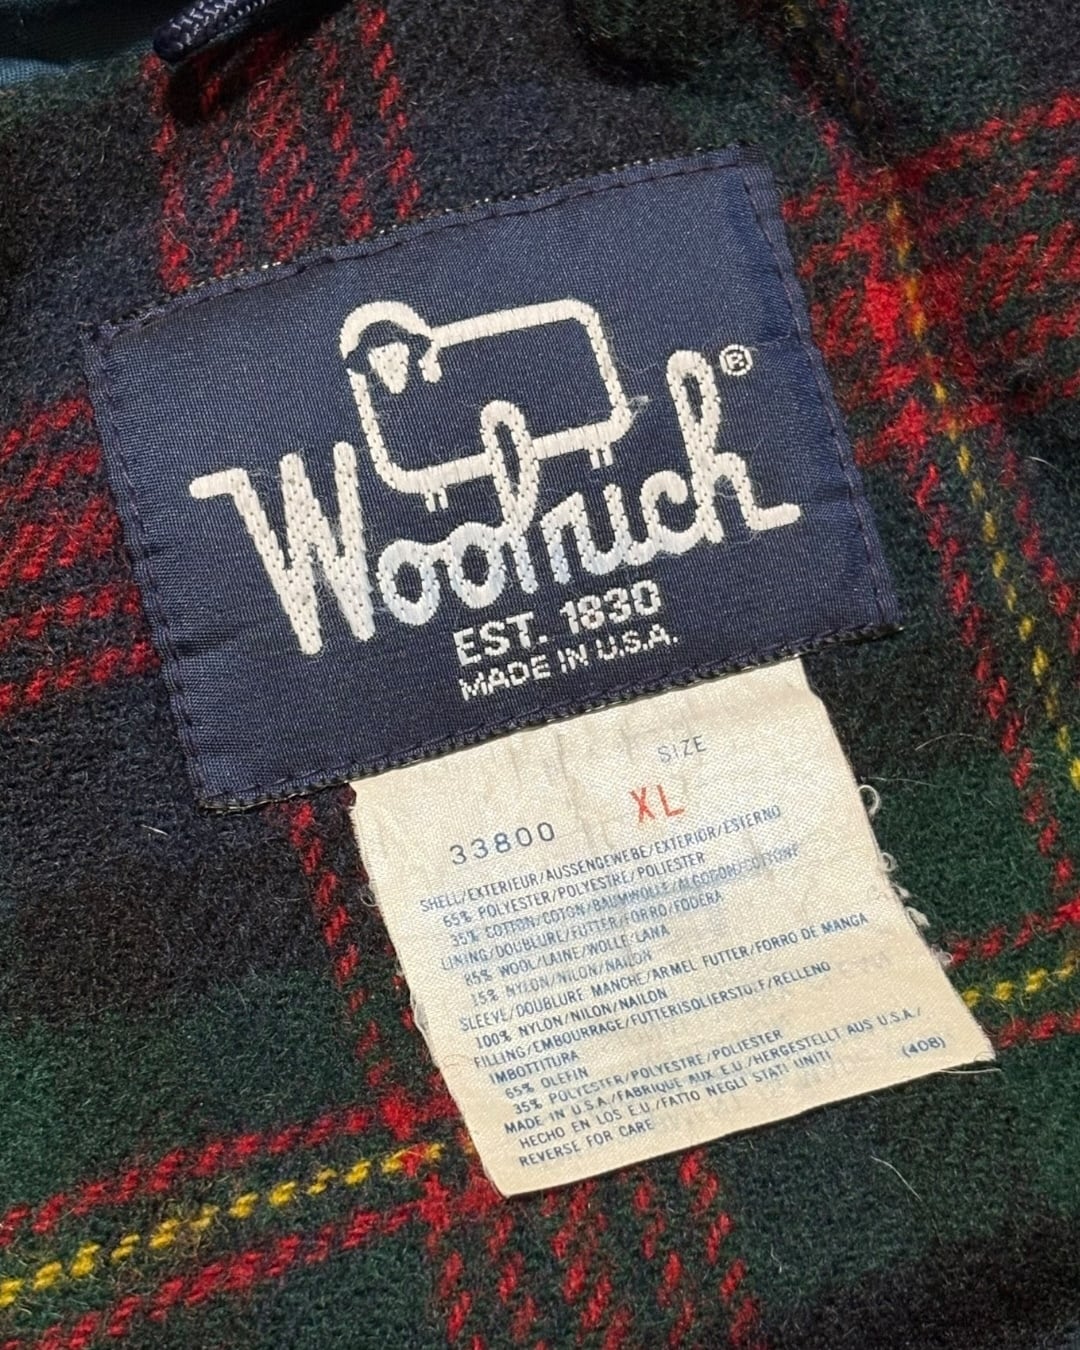 Woolrich®
EST. 1830
MADE IN U.S.A.
SIZE
XL
33800
SHELL/EXTERIEUR/AUSSENGEWEBE/EXTERIOR/ESTERNO
65% POLYESTER/POLYESTRE/POLIESTER
35% COTTON/COTON/BAUMWOLLE/ALGODON/COTTONE
LINING/DOUBLURE/FUTTER/FORRO/FODERA
85% WOOL/LAINE/WOLLE/LANA
15% NYLON/NILON/NAILON
SLEEVE/DOUBLURE MANCHE/ARMEL FUTTER/FORRO DE MANGA
100% NYLON/NILON/NAILON
FILLING/EMBOURRAGE/FUTTERISOLIERSTOFF/RELLENO
IMBOTTITURA
65% OLEFIN
35% POLYESTER/POLYESTRE/POLIESTER
MADE IN U.S.A./FABRIQUE AUX E.U./HERGESTELLT AUS U.S.A./
HECHO EN LOS E.U./FATTO NEGLI STATI UNITI (408)
REVERSE FOR CARE